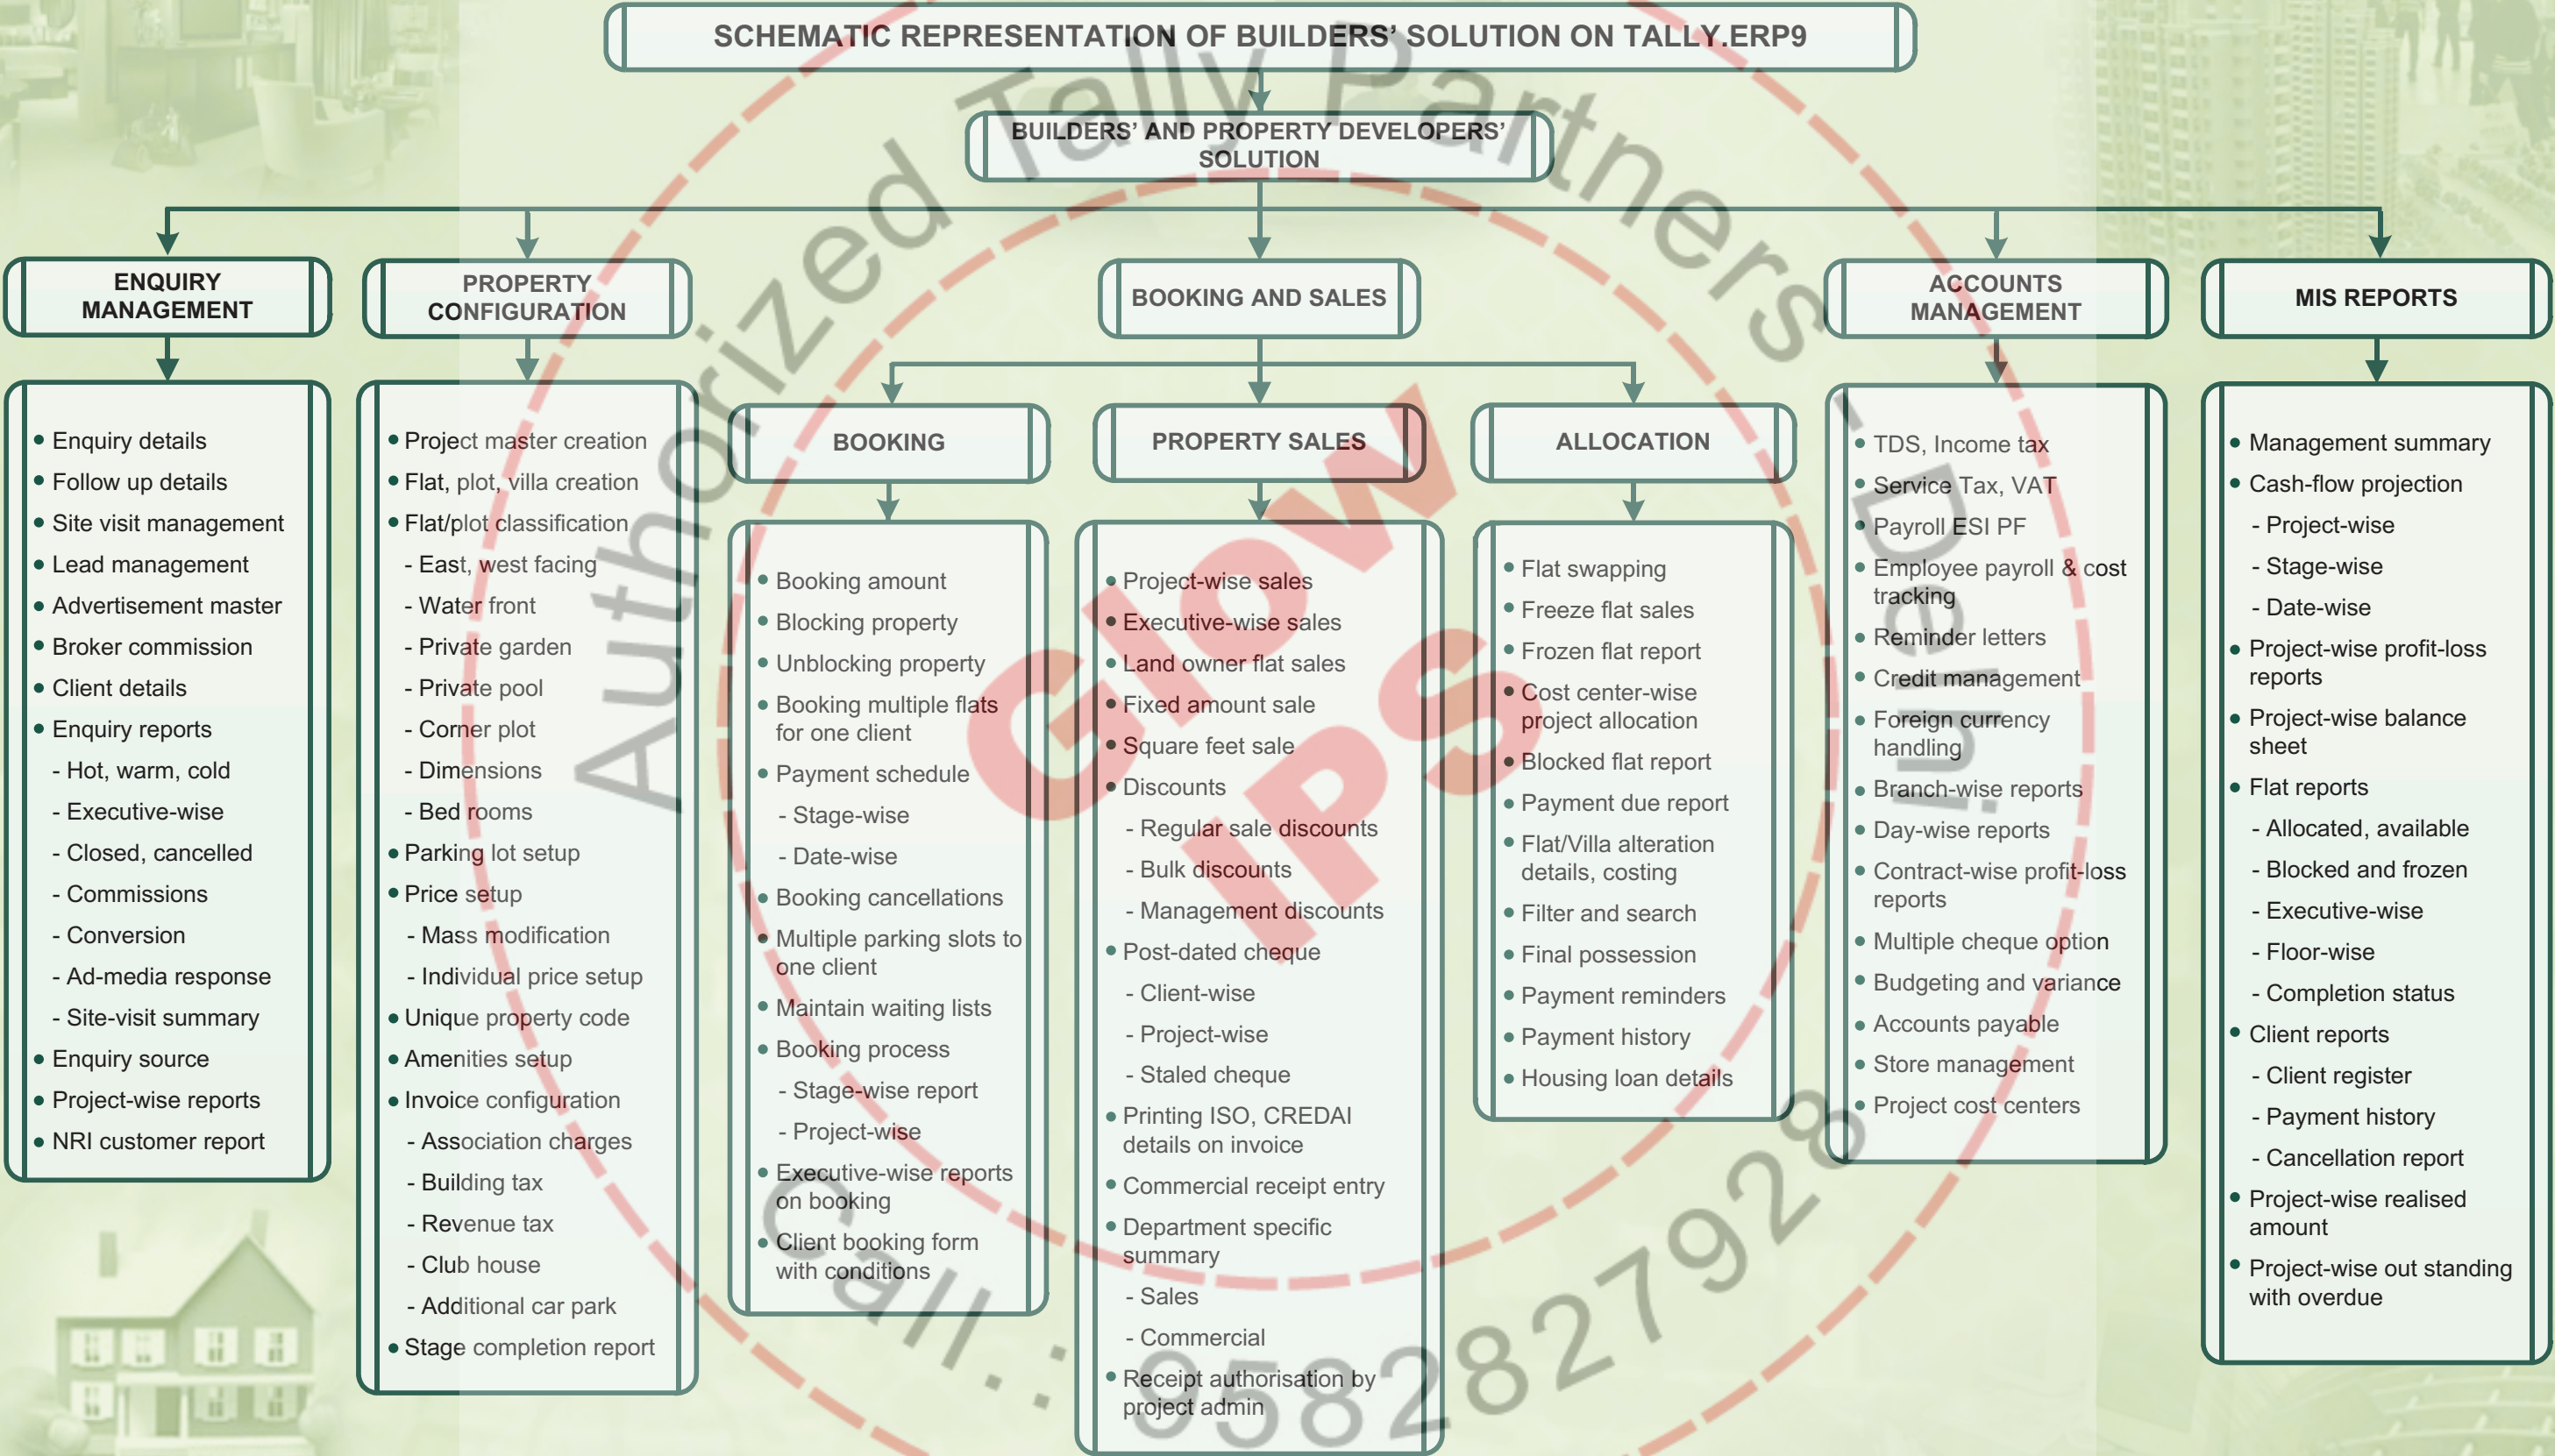 SCHEMATIC REPRESENTATION OF BUILDERS’ SOLUTION ON TALLY.ERP9
BUILDERS’ AND PROPERTY DEVELOPERS’
SOLUTION
ENQUIRY
MANAGEMENT
• Enquiry details
• Follow up details
• Site visit management
• Lead management
• Advertisement master
• Broker commission
• Client details
• Enquiry reports
- Hot, warm, cold
- Executive-wise
- Closed, cancelled
- Commissions
- Conversion
- Ad-media response
- Site-visit summary
• Enquiry source
• Project-wise reports
• NRI customer report
PROPERTY
CONFIGURATION
• Project master creation
• Flat, plot, villa creation
• Flat/plot classification
- East, west facing
- Water front
- Private garden
- Private pool
- Corner plot
- Dimensions
- Bed rooms
• Parking lot setup
• Price setup
- Mass modification
- Individual price setup
• Unique property code
• Amenities setup
• Invoice configuration
- Association charges
- Building tax
- Revenue tax
- Club house
- Additional car park
• Stage completion report
BOOKING AND SALES
BOOKING
• Booking amount
• Blocking property
• Unblocking property
• Booking multiple flats
for one client
• Payment schedule
- Stage-wise
- Date-wise
• Booking cancellations
• Multiple parking slots to
one client
• Maintain waiting lists
• Booking process
- Stage-wise report
- Project-wise
• Executive-wise reports
on booking
• Client booking form
with conditions
PROPERTY SALES
• Project-wise sales
• Executive-wise sales
• Land owner flat sales
• Fixed amount sale
• Square feet sale
• Discounts
- Regular sale discounts
- Bulk discounts
- Management discounts
• Post-dated cheque
- Client-wise
- Project-wise
- Staled cheque
• Printing ISO, CREDAI
details on invoice
• Commercial receipt entry
• Department specific
summary
- Sales
- Commercial
• Receipt authorisation by
project admin
ALLOCATION
• Flat swapping
• Freeze flat sales
• Frozen flat report
• Cost center-wise
project allocation
• Blocked flat report
• Payment due report
• Flat/Villa alteration
details, costing
• Filter and search
• Final possession
• Payment reminders
• Payment history
• Housing loan details
ACCOUNTS
MANAGEMENT
• TDS, Income tax
• Service Tax, VAT
• Payroll ESI PF
• Employee payroll & cost
tracking
• Reminder letters
• Credit management
• Foreign currency
handling
• Branch-wise reports
• Day-wise reports
• Contract-wise profit-loss
reports
• Multiple cheque option
• Budgeting and variance
• Accounts payable
• Store management
• Project cost centers
MIS REPORTS
• Management summary
• Cash-flow projection
- Project-wise
- Stage-wise
- Date-wise
• Project-wise profit-loss
reports
• Project-wise balance
sheet
• Flat reports
- Allocated, available
- Blocked and frozen
- Executive-wise
- Floor-wise
- Completion status
• Client reports
- Client register
- Payment history
- Cancellation report
• Project-wise realised
amount
• Project-wise out standing
with overdue
Authorized Tally Partners - Delhi
Glow
IPS
Call.: 9582827928